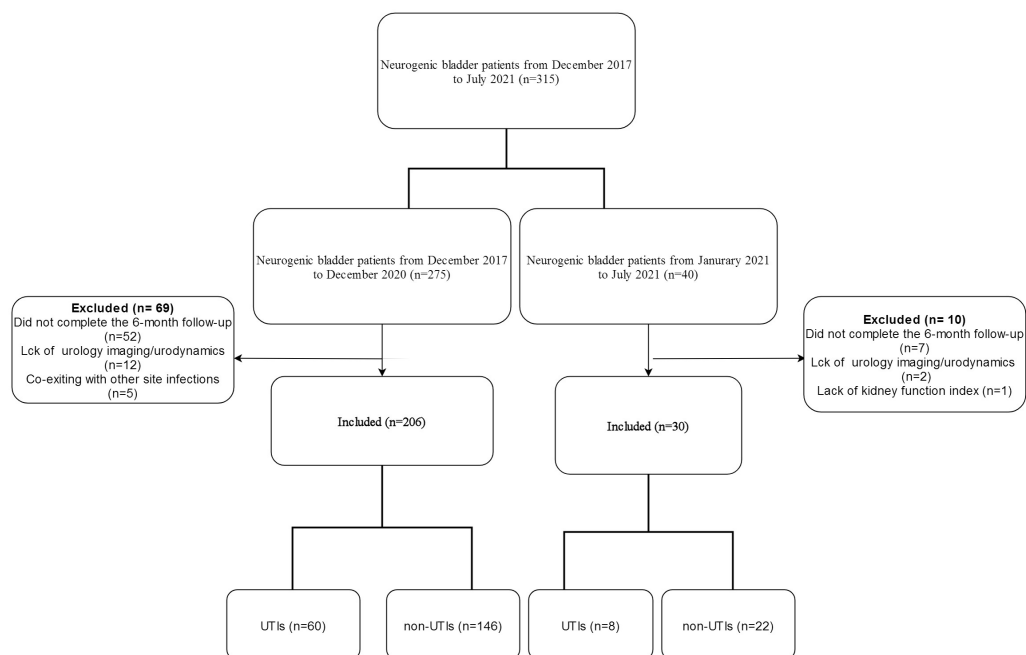 Neurogenic bladder patients from December 2017
to July 2021 (n=315)
Neurogenic bladder patients from December 2017
to December 2020 (n=275)
Neurogenic bladder patients from Janurary 2021
to July 2021 (n=40)
Excluded (n= 69)
Did not complete the 6-month follow-up
(n=52)
Lck of urology imaging/urodynamics
(n=12)
Co-exiting with other site infections
(n=5)
Excluded (n= 10)
Did not complete the 6-month follow-up
(n=7)
Lck of urology imaging/urodynamics
(n=2)
Lack of kidney function index (n=1)
Included (n=206)
Included (n=30)
UTIs (n=60)
non-UTIs (n=146)
UTIs (n=8)
non-UTIs (n=22)